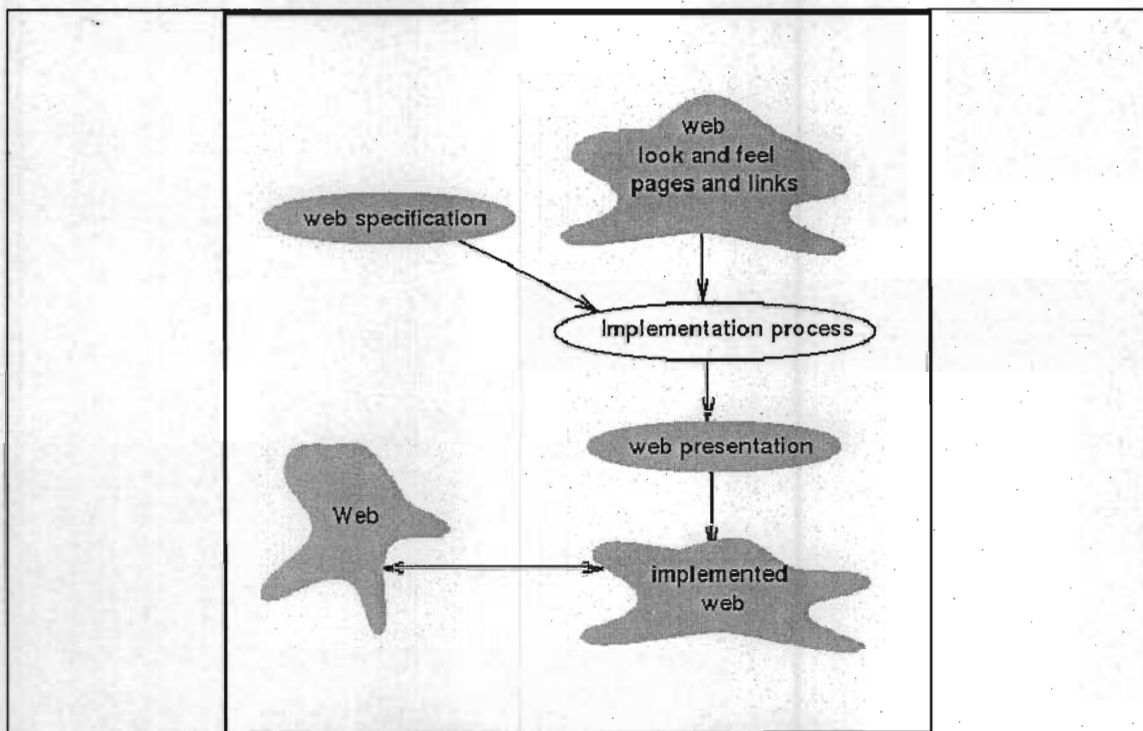 web
look and feel
pages and links
web specification
Implementation process
web presentation
Web
implemented
web